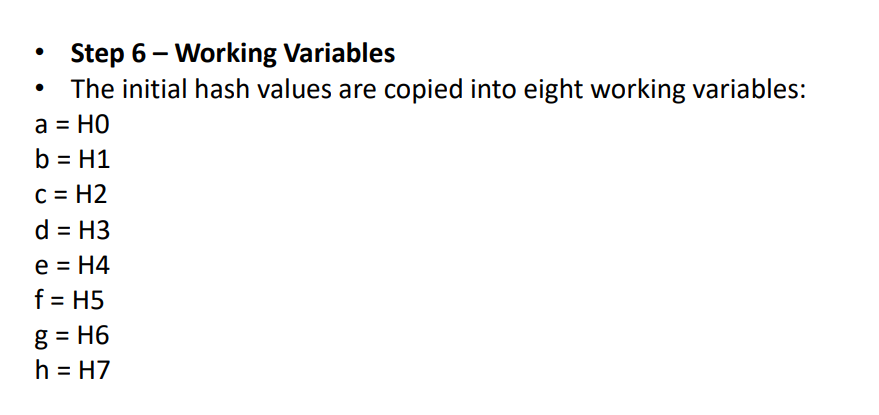 • Step 6 – Working Variables
• The initial hash values are copied into eight working variables:
a = H0
b = H1
c = H2
d = H3
e = H4
f = H5
g = H6
h = H7